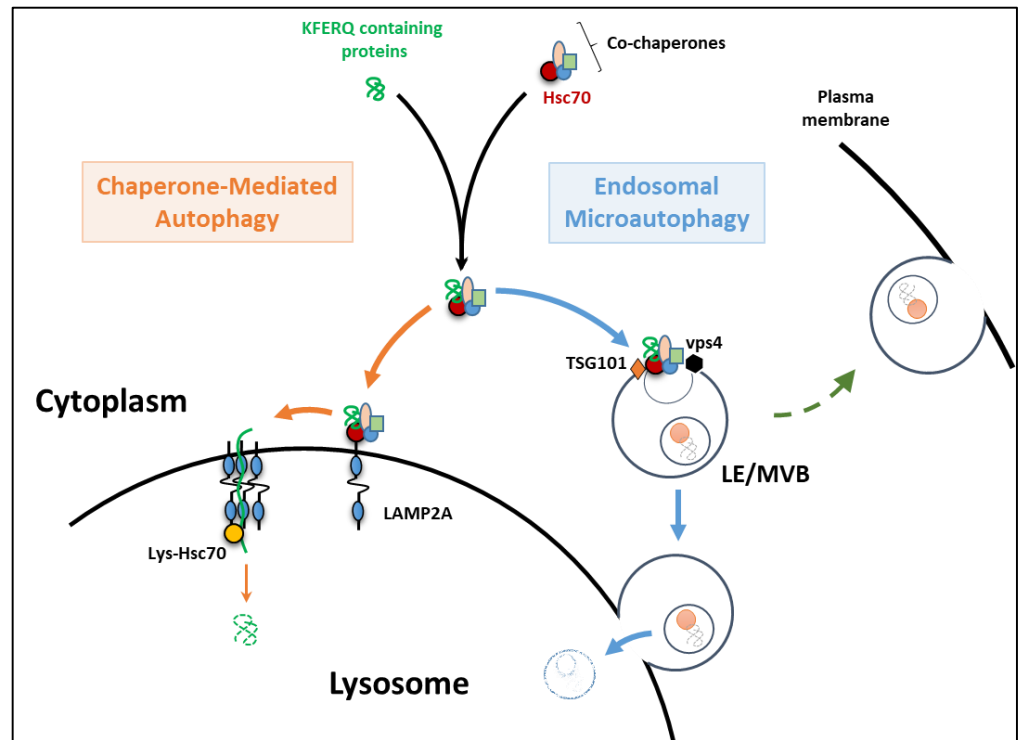 KFERQ containing
proteins
Co-chaperones
Hsc70
Plasma
membrane
Chaperone-Mediated
Autophagy
Endosomal
Microautophagy
vps4
TSG101
Cytoplasm
LE/MVB
LAMP2A
Lys-Hsc70
Lysosome